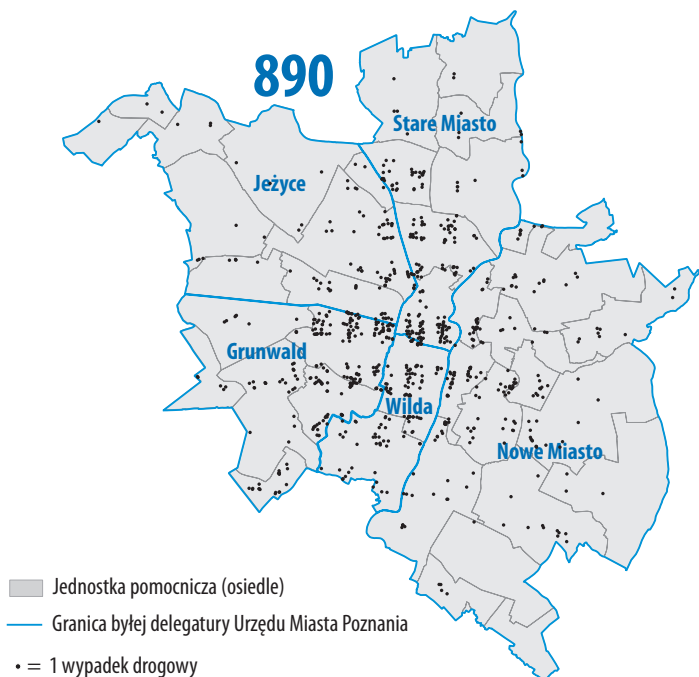 890
Stare Miasto
Jeżyce
Grunwald
Wilda
Nowe Miasto
Jednostka pomocnicza (osiedle)
Granica byłej delegatury Urzędu Miasta Poznania
• = 1 wypadek drogowy